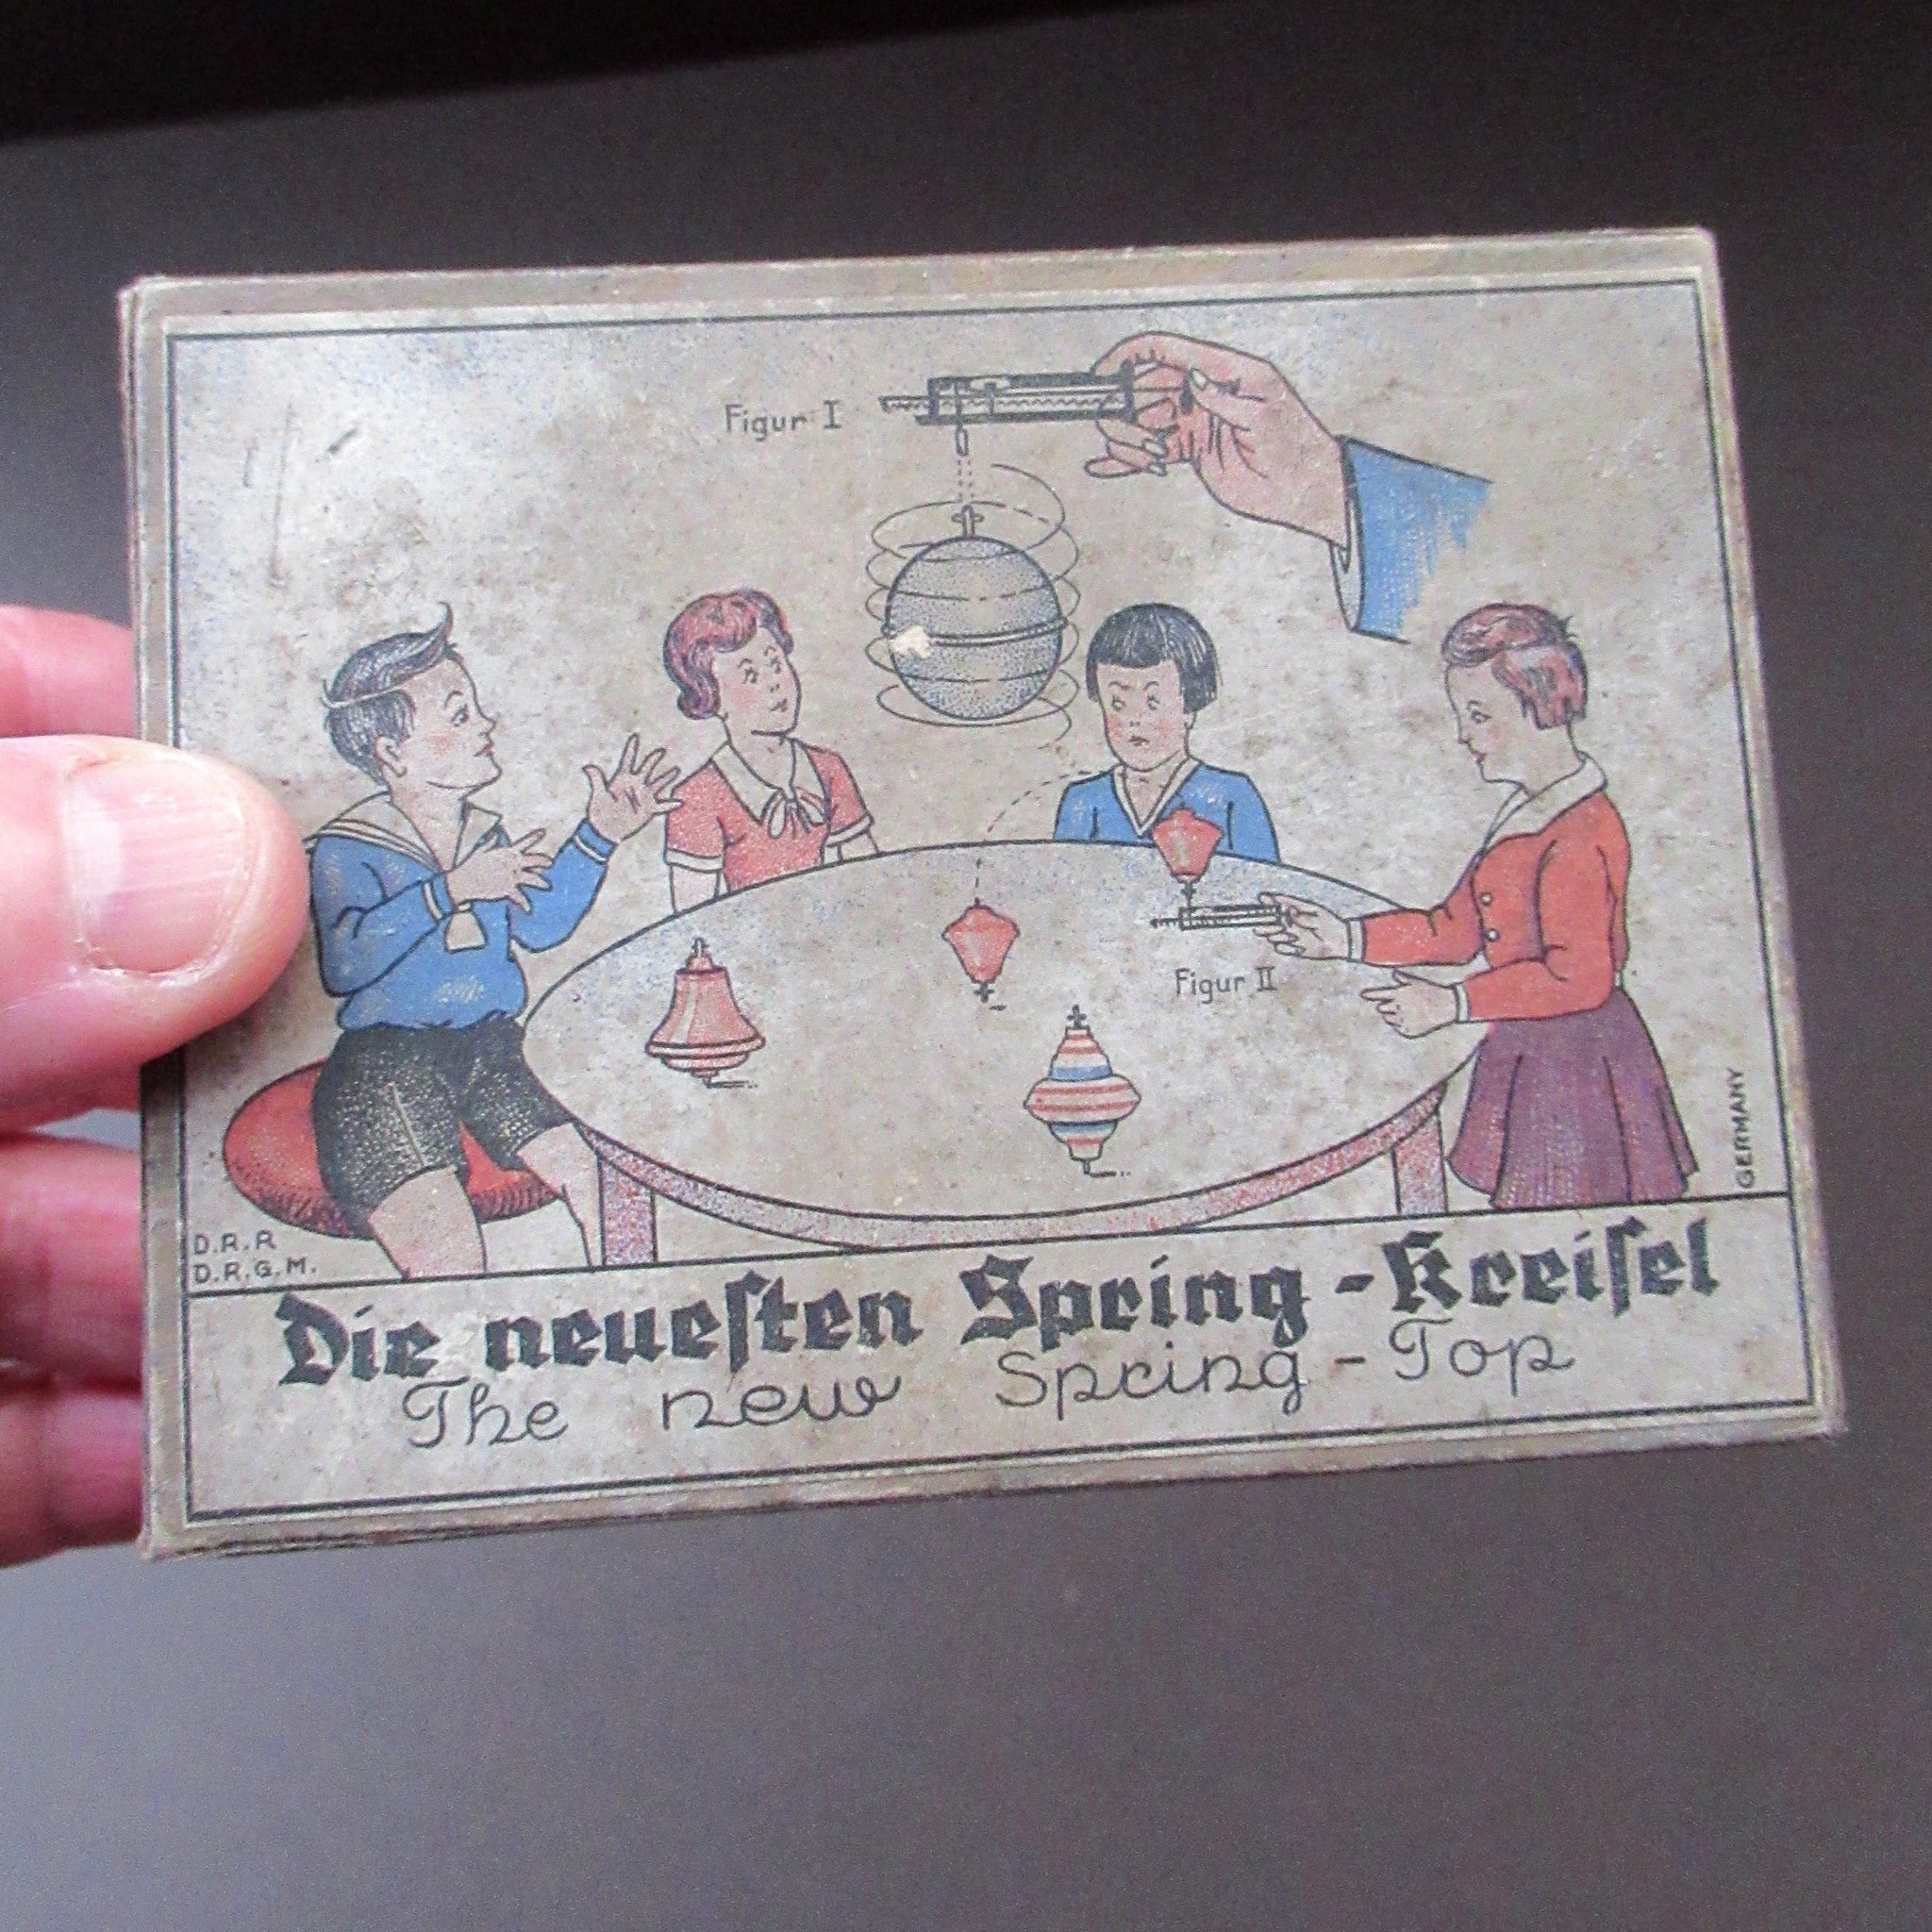 Figur I
Figur II
GERMANY
D.R.R
D.R.G.M.
Die neueſten Spring-Kreiſel
The new Spring-Top